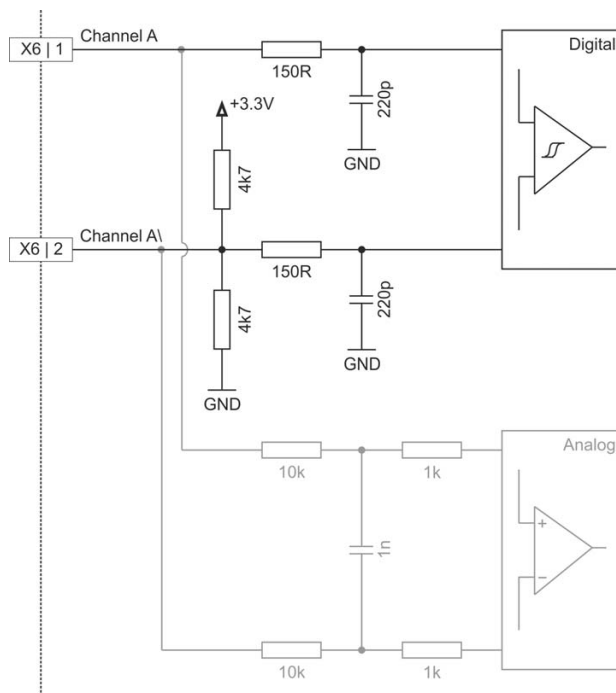 Channel A
X6 | 1
Digital
150R
220p
GND
+3.3V
4k7
Channel A\
X6 | 2
150R
220p
GND
4k7
GND
Analog
10k
1k
1n
+
−
10k
1k